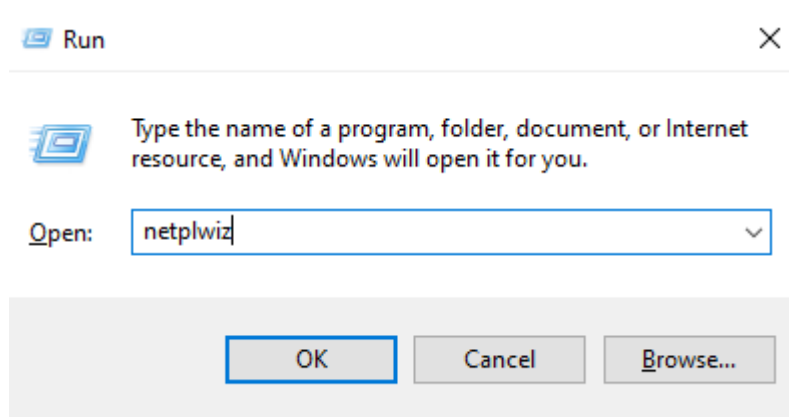 Run
Type the name of a program, folder, document, or Internet
resource, and Windows will open it for you.
Open: netplwiz
OK Cancel Browse...